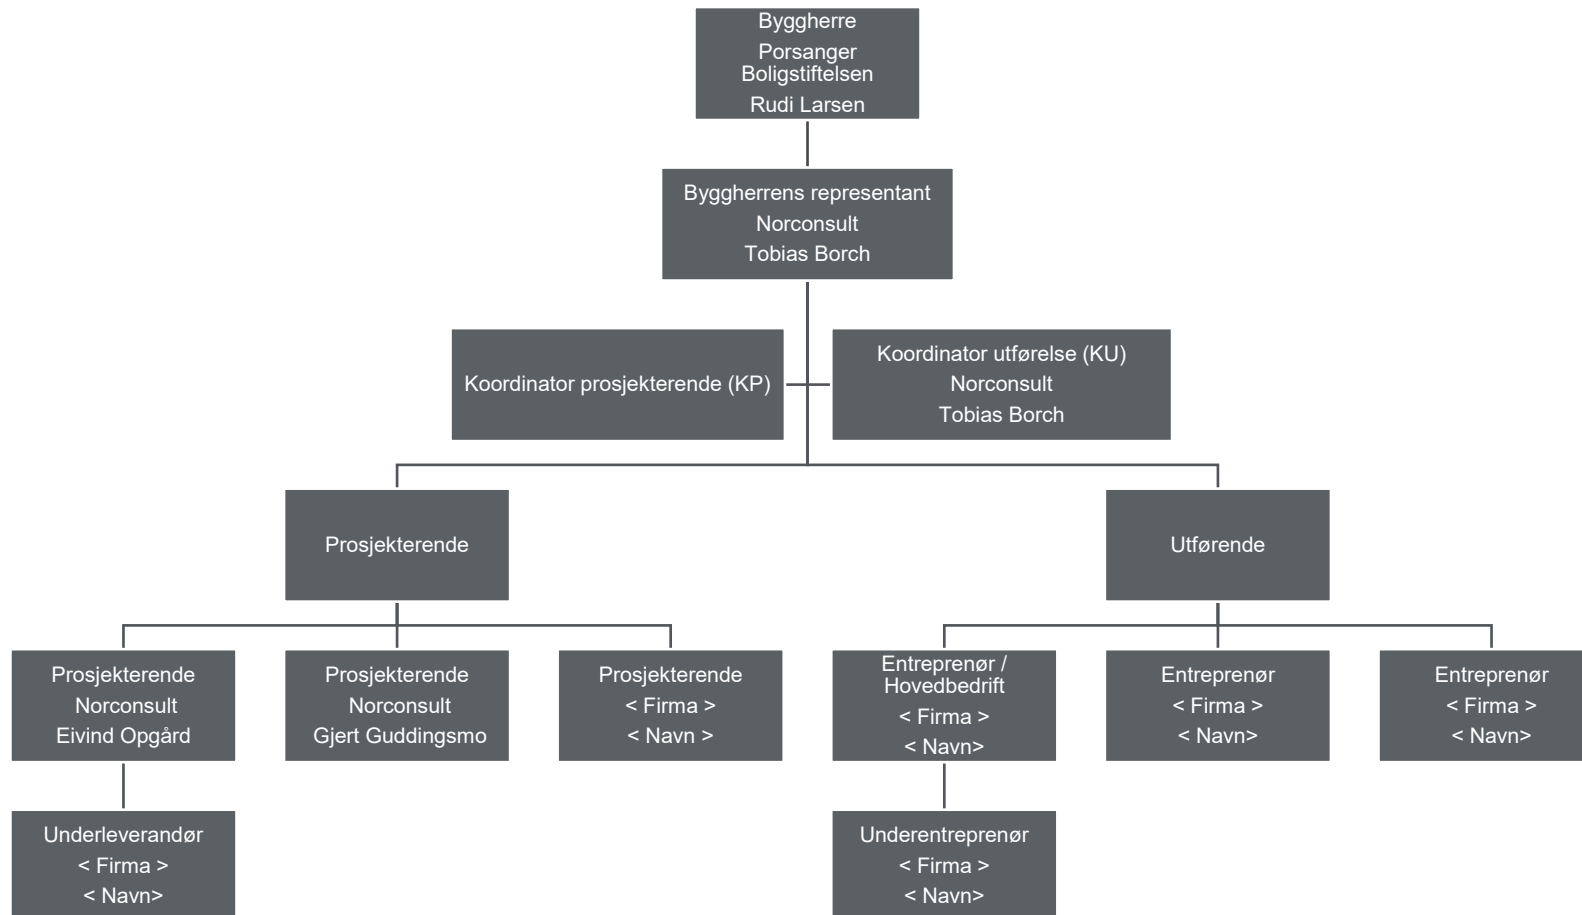 Byggherre
Porsanger
Boligstiftelsen
Rudi Larsen
Byggherrens representant
Norconsult
Tobias Borch
Koordinator prosjekterende (KP)
Koordinator utførelse (KU)
Norconsult
Tobias Borch
Prosjekterende
Utførende
Prosjekterende
Norconsult
Eivind Opgård
Prosjekterende
Norconsult
Gjert Guddingsmo
Prosjekterende
< Firma >
< Navn >
Entreprenør /
Hovedbedrift
< Firma >
< Navn>
Entreprenør
< Firma >
< Navn>
Entreprenør
< Firma >
< Navn>
Underleverandør
< Firma >
< Navn>
Underentreprenør
< Firma >
< Navn>